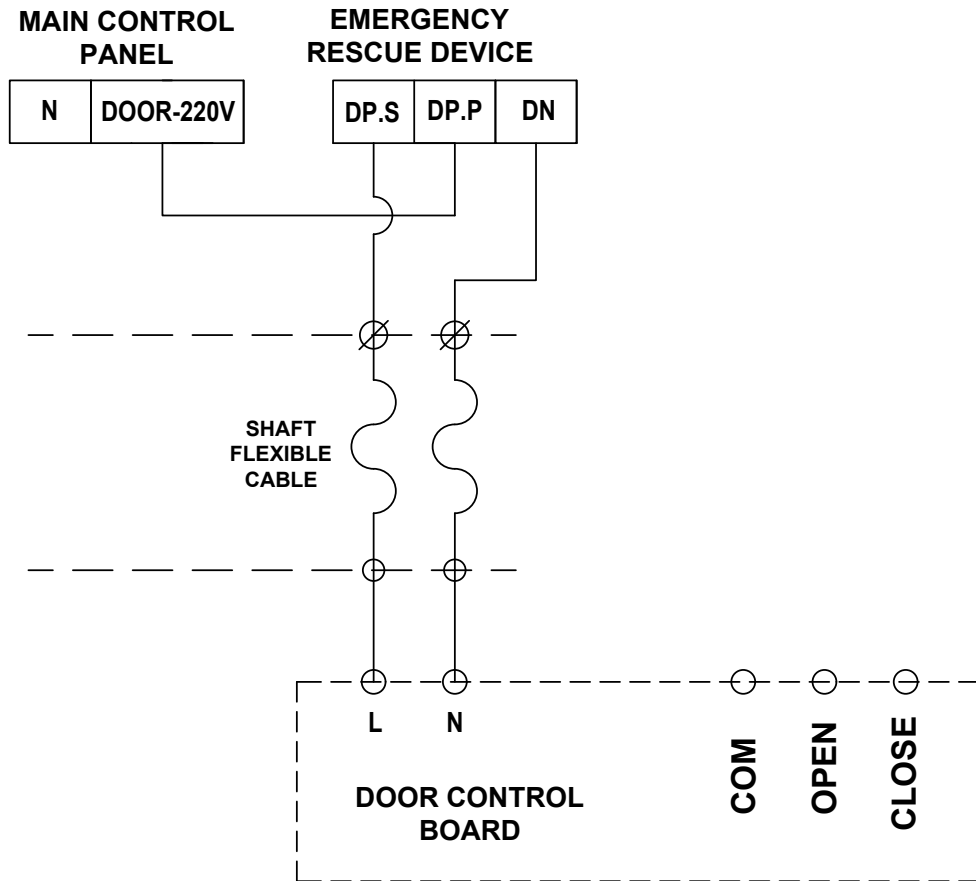 MAIN CONTROL
PANEL
EMERGENCY
RESCUE DEVICE
N
DOOR-220V
DP.S
DP.P
DN
SHAFT
FLEXIBLE
CABLE
L
N
COM
OPEN
CLOSE
DOOR CONTROL
BOARD